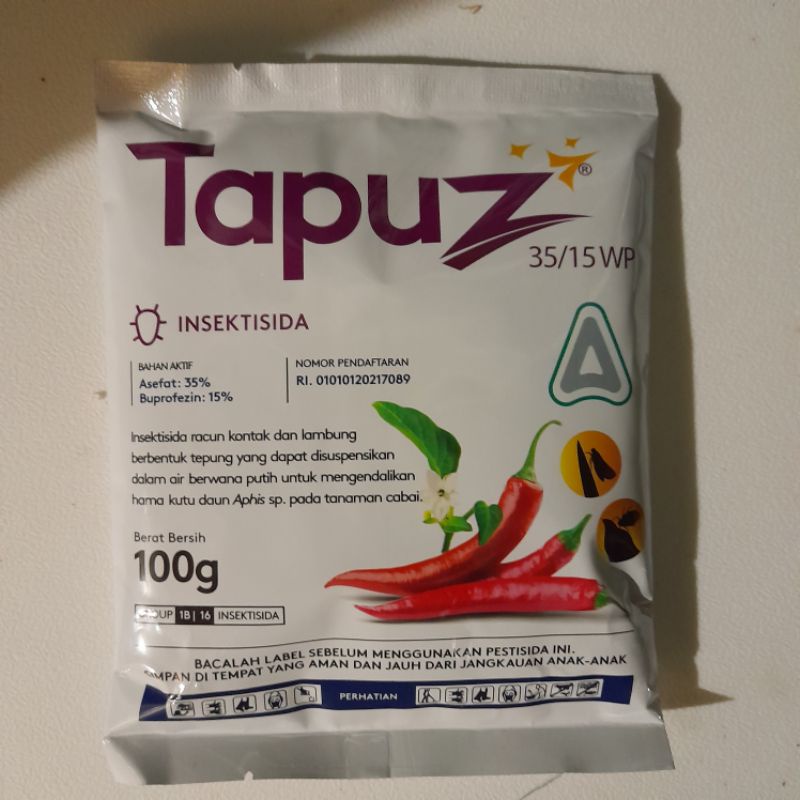 Tapuz®
35/15 WP
INSEKTISIDA
BAHAN AKTIF
Asefat: 35%
Buprofezin: 15%
NOMOR PENDAFTARAN
RI. 01010120217089
Insektisida racun kontak dan lambung
berbentuk tepung yang dapat disuspensikan
dalam air berwana putih untuk mengendalikan
hama kutu daun Aphis sp. pada tanaman cabai.
Berat Bersih
100g
GROUP 1B| 16 INSEKTISIDA
BACALAH LABEL SEBELUM MENGGUNAKAN PESTISIDA INI.
SIMPAN DI TEMPAT YANG AMAN DAN JAUH DARI JANGKAUAN ANAK-ANAK
PERHATIAN